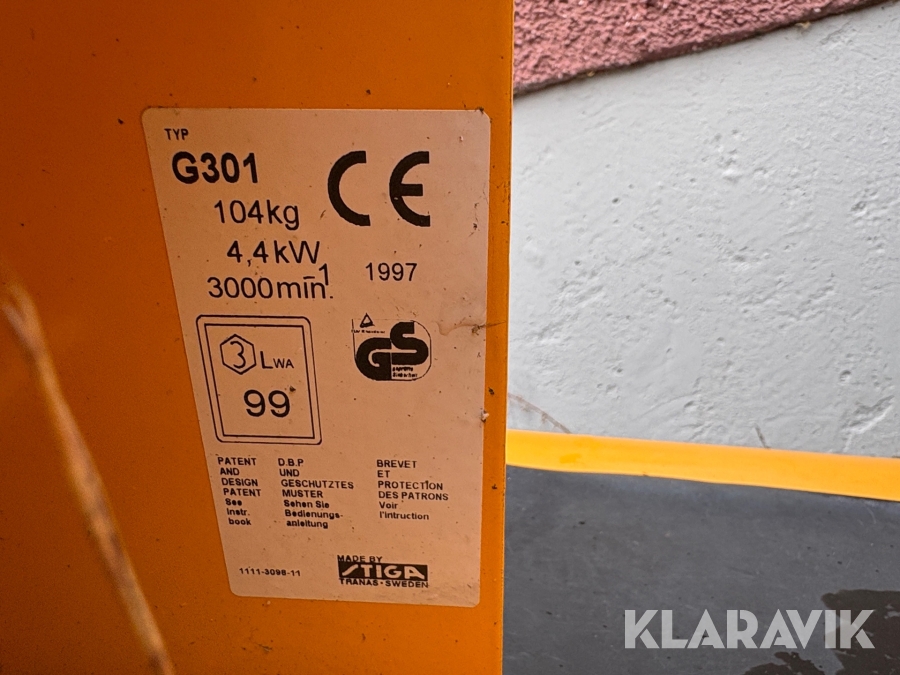 TYP
G301
CE
104kg
4,4kW
1997
3000min.⁻¹
3 LWA
99
GS
geprüfte
Sicherheit
PATENT
AND
DESIGN
PATENT
See
Instr.
book
D.B.P
UND
GESCHUTZTES
MUSTER
Sehen Sie
Bedienungs-
anleitung
BREVET
ET
PROTECTION
DES PATRONS
Voir
l'intruction
1111-3098-11
MADE BY
STIGA
TRANAS · SWEDEN
KLARAVIK